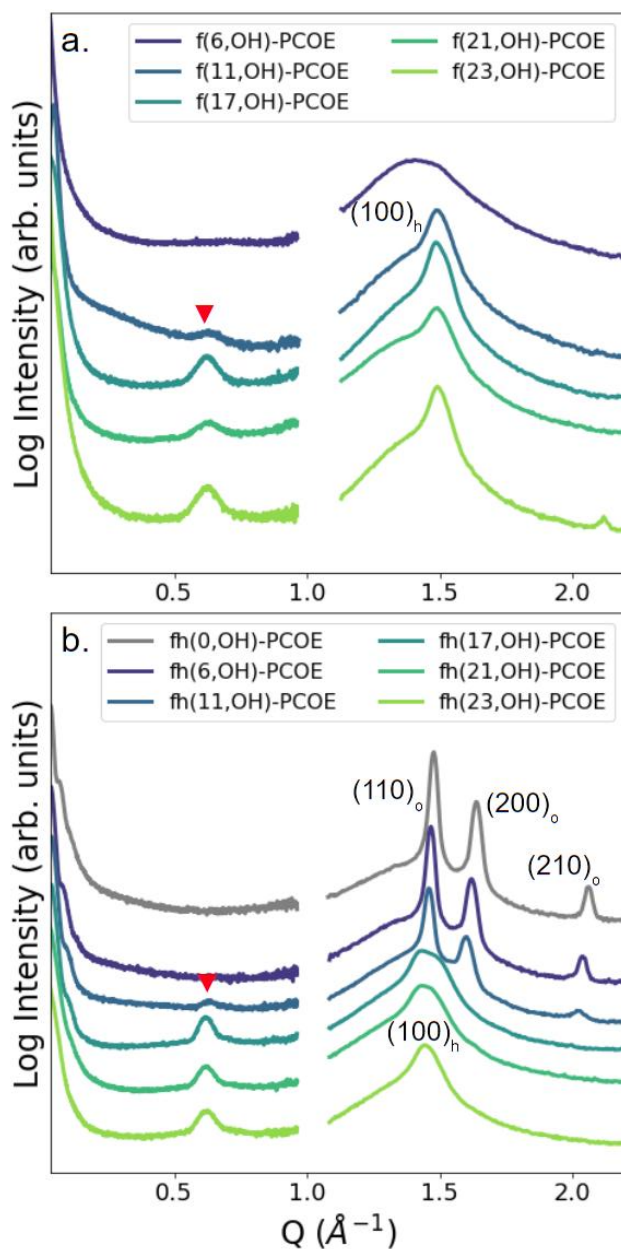 a.
f(6,OH)-PCOE
f(11,OH)-PCOE
f(17,OH)-PCOE
f(21,OH)-PCOE
f(23,OH)-PCOE
Log Intensity (arb. units)
(100)h
0.5 1.0 1.5 2.0
b.
fh(0,OH)-PCOE
fh(6,OH)-PCOE
fh(11,OH)-PCOE
fh(17,OH)-PCOE
fh(21,OH)-PCOE
fh(23,OH)-PCOE
Log Intensity (arb. units)
(110)o
(200)o
(210)o
(100)h
0.5 1.0 1.5 2.0
Q (Å⁻¹)